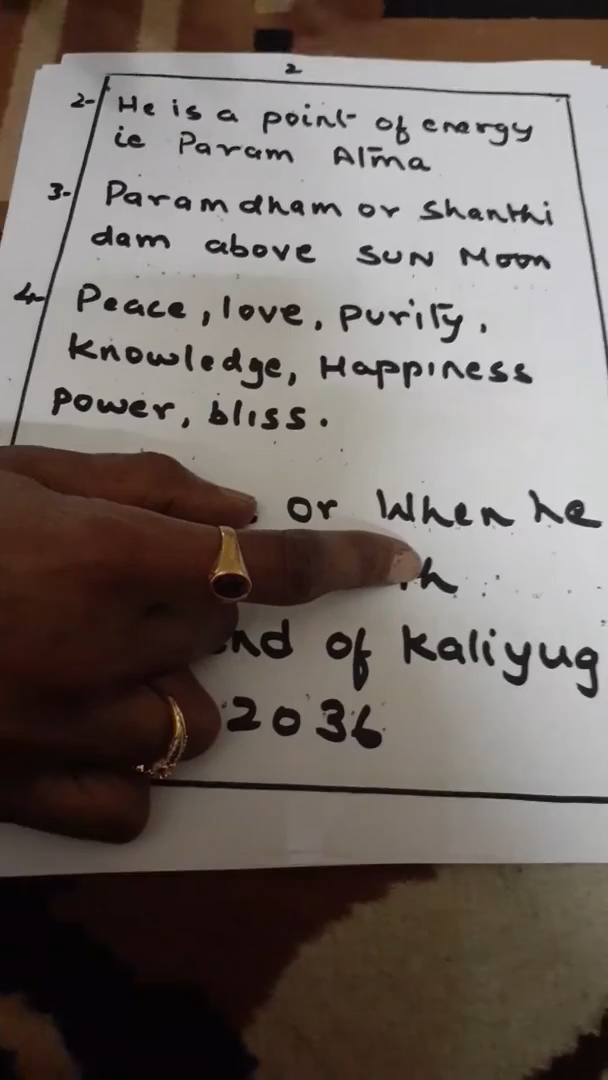 2
2- He is a point of energy
ie Param Atma
3- Paramdham or Shanthi
dam above SUN Moon
4- Peace, love, purity,
Knowledge, Happiness
Power, bliss.
or When he
of Kaliyug
2036